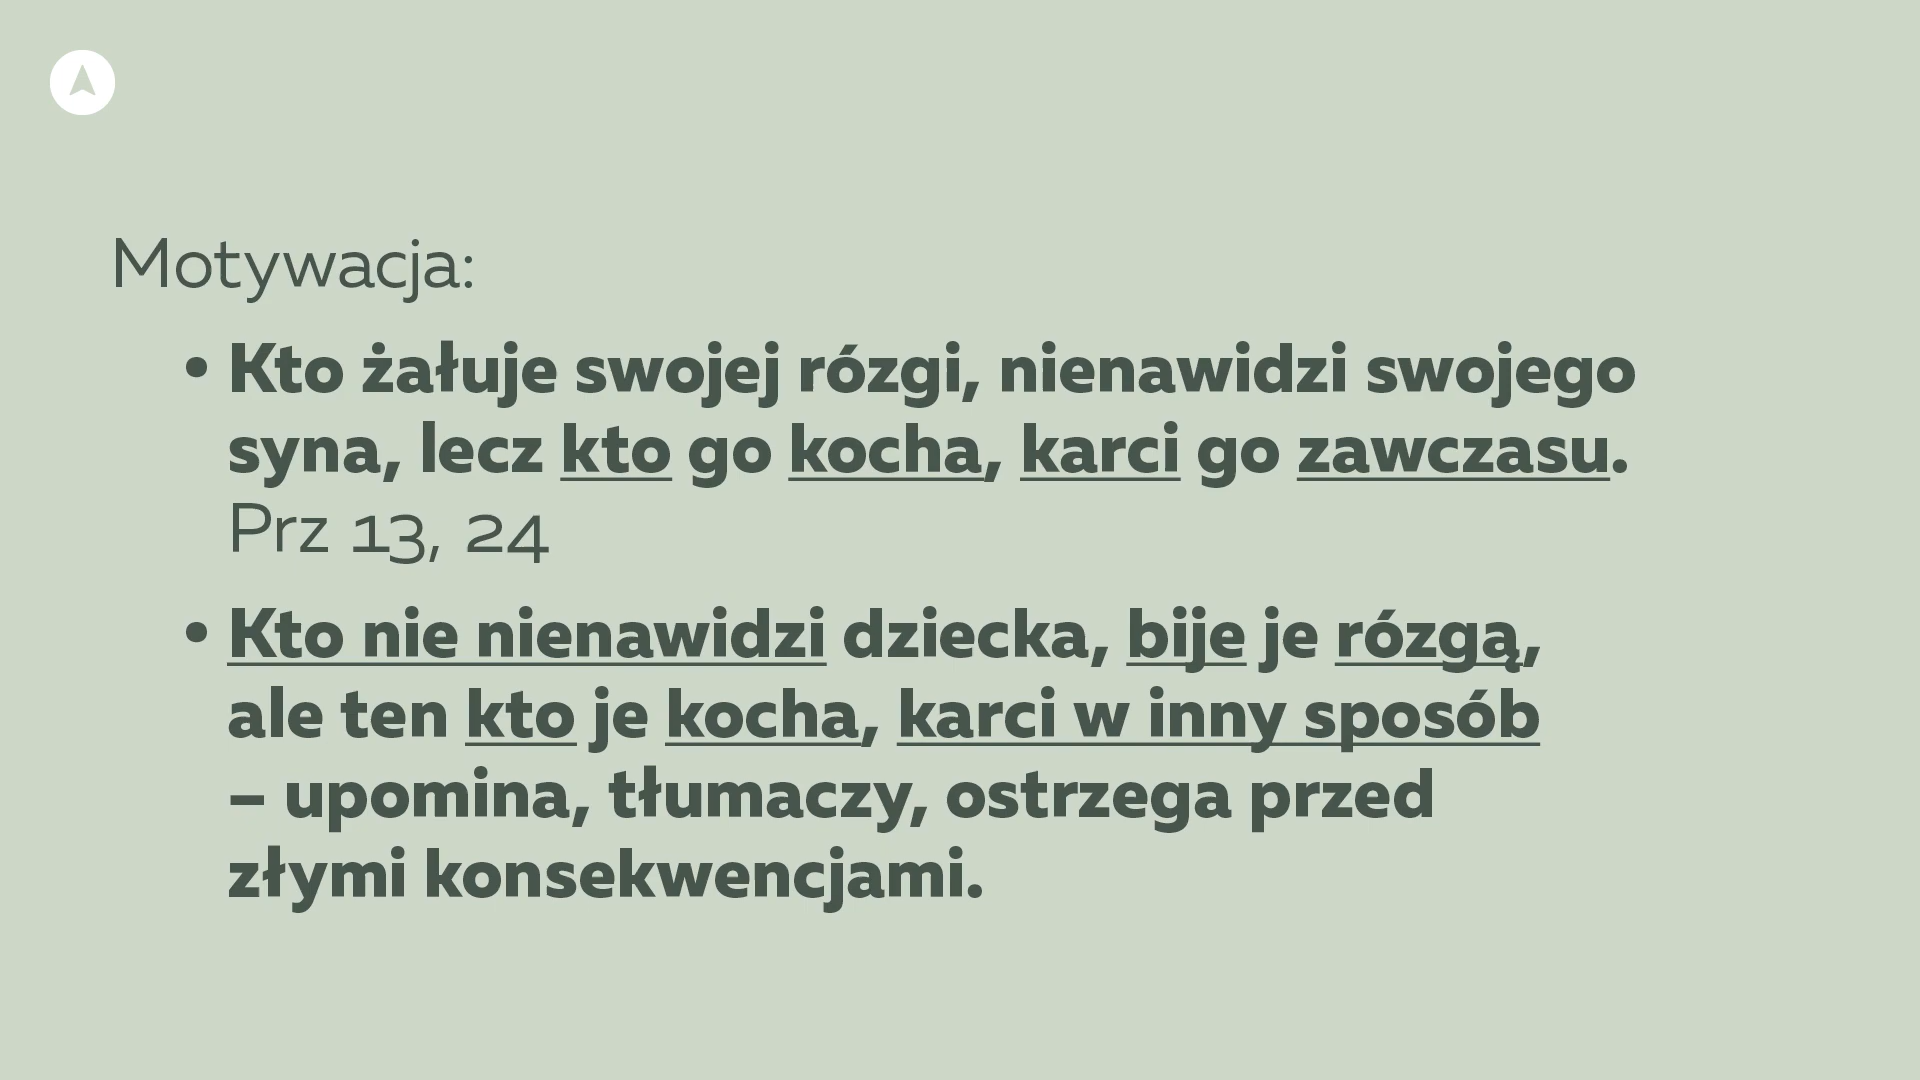 Motywacja:
• Kto żałuje swojej rózgi, nienawidzi swojego
syna, lecz kto go kocha, karci go zawczasu.
Prz 13, 24
• Kto nie nienawidzi dziecka, bije je rózgą,
ale ten kto je kocha, karci w inny sposób
– upomina, tłumaczy, ostrzega przed
złymi konsekwencjami.